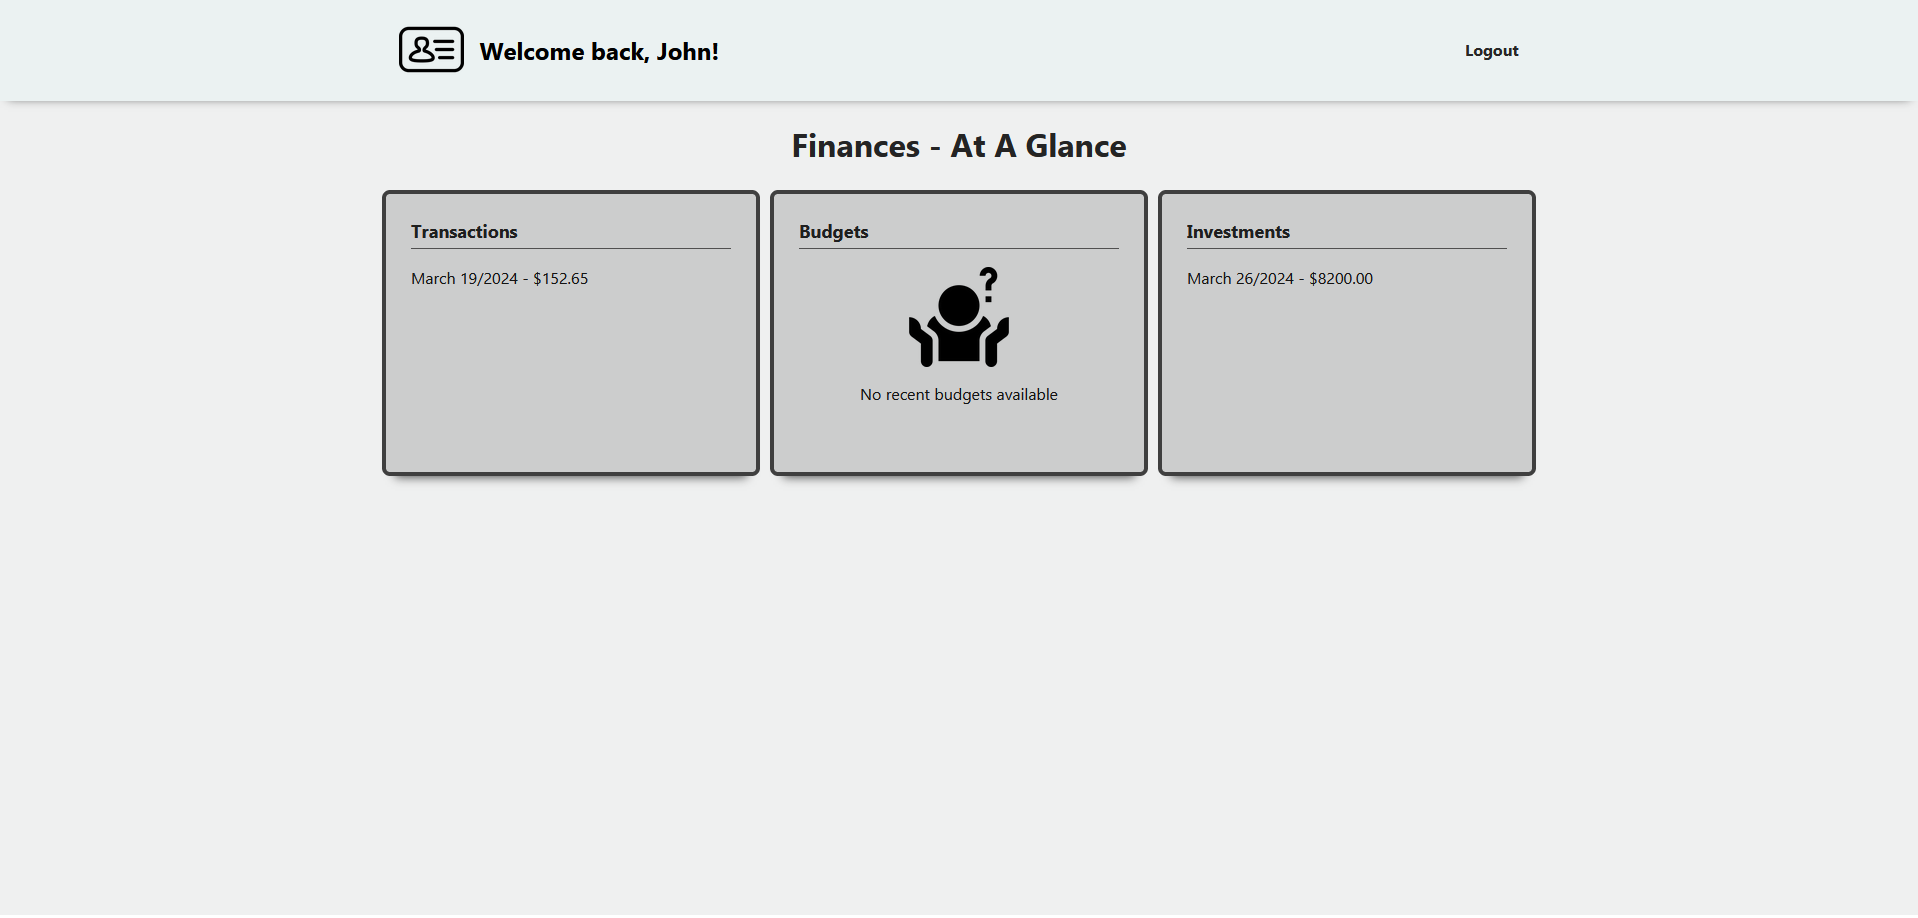 Welcome back, John!
Logout
Finances - At A Glance
Transactions
March 19/2024 - $152.65
Budgets
?
No recent budgets available
Investments
March 26/2024 - $8200.00